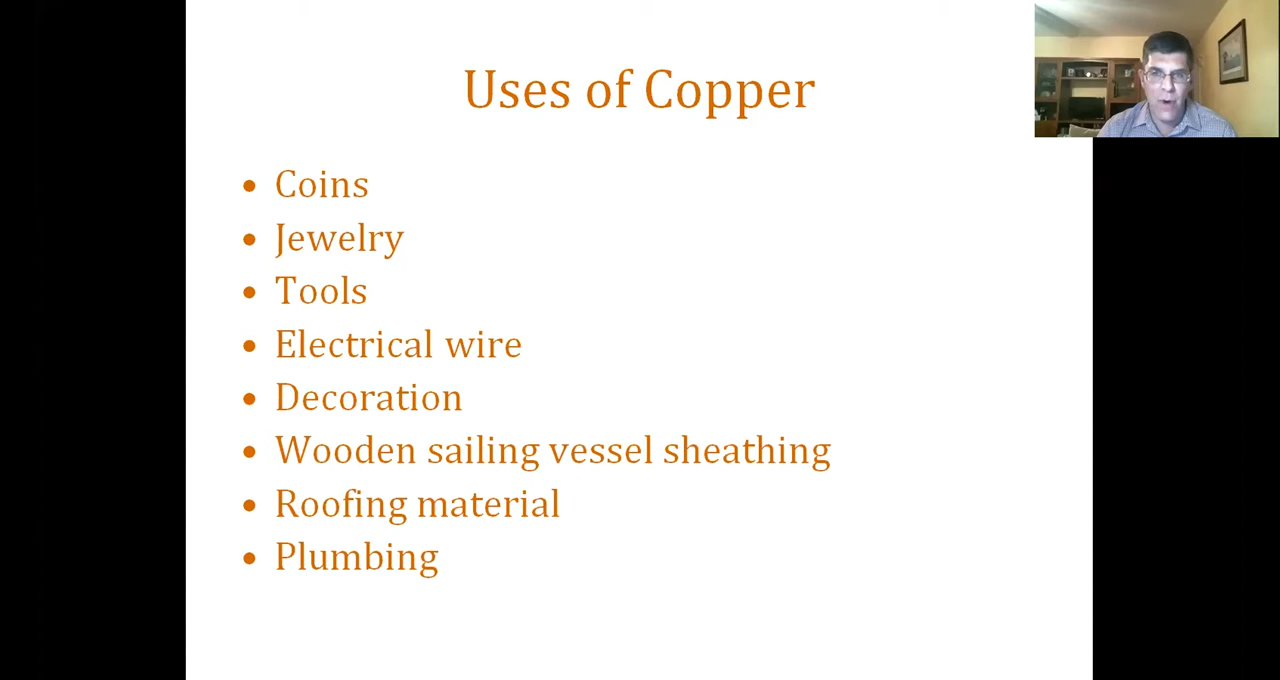 Uses of Copper
• Coins
• Jewelry
• Tools
• Electrical wire
• Decoration
• Wooden sailing vessel sheathing
• Roofing material
• Plumbing